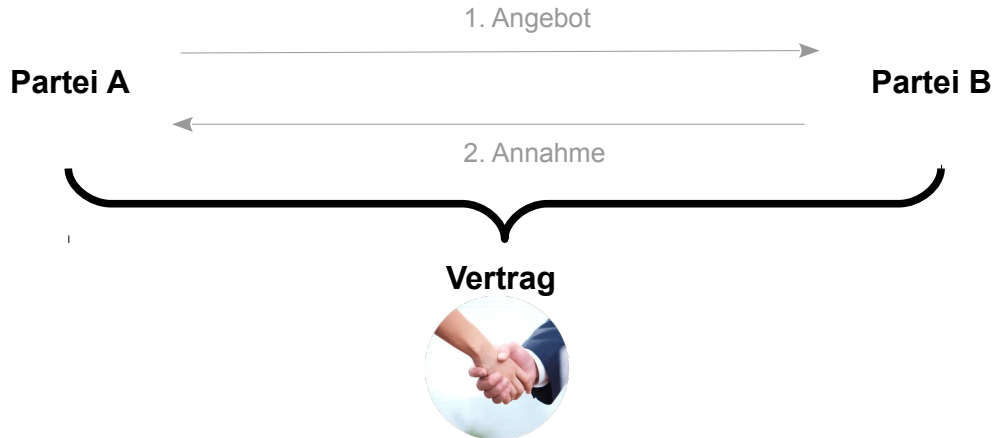 1. Angebot
Partei A
Partei B
2. Annahme
Vertrag